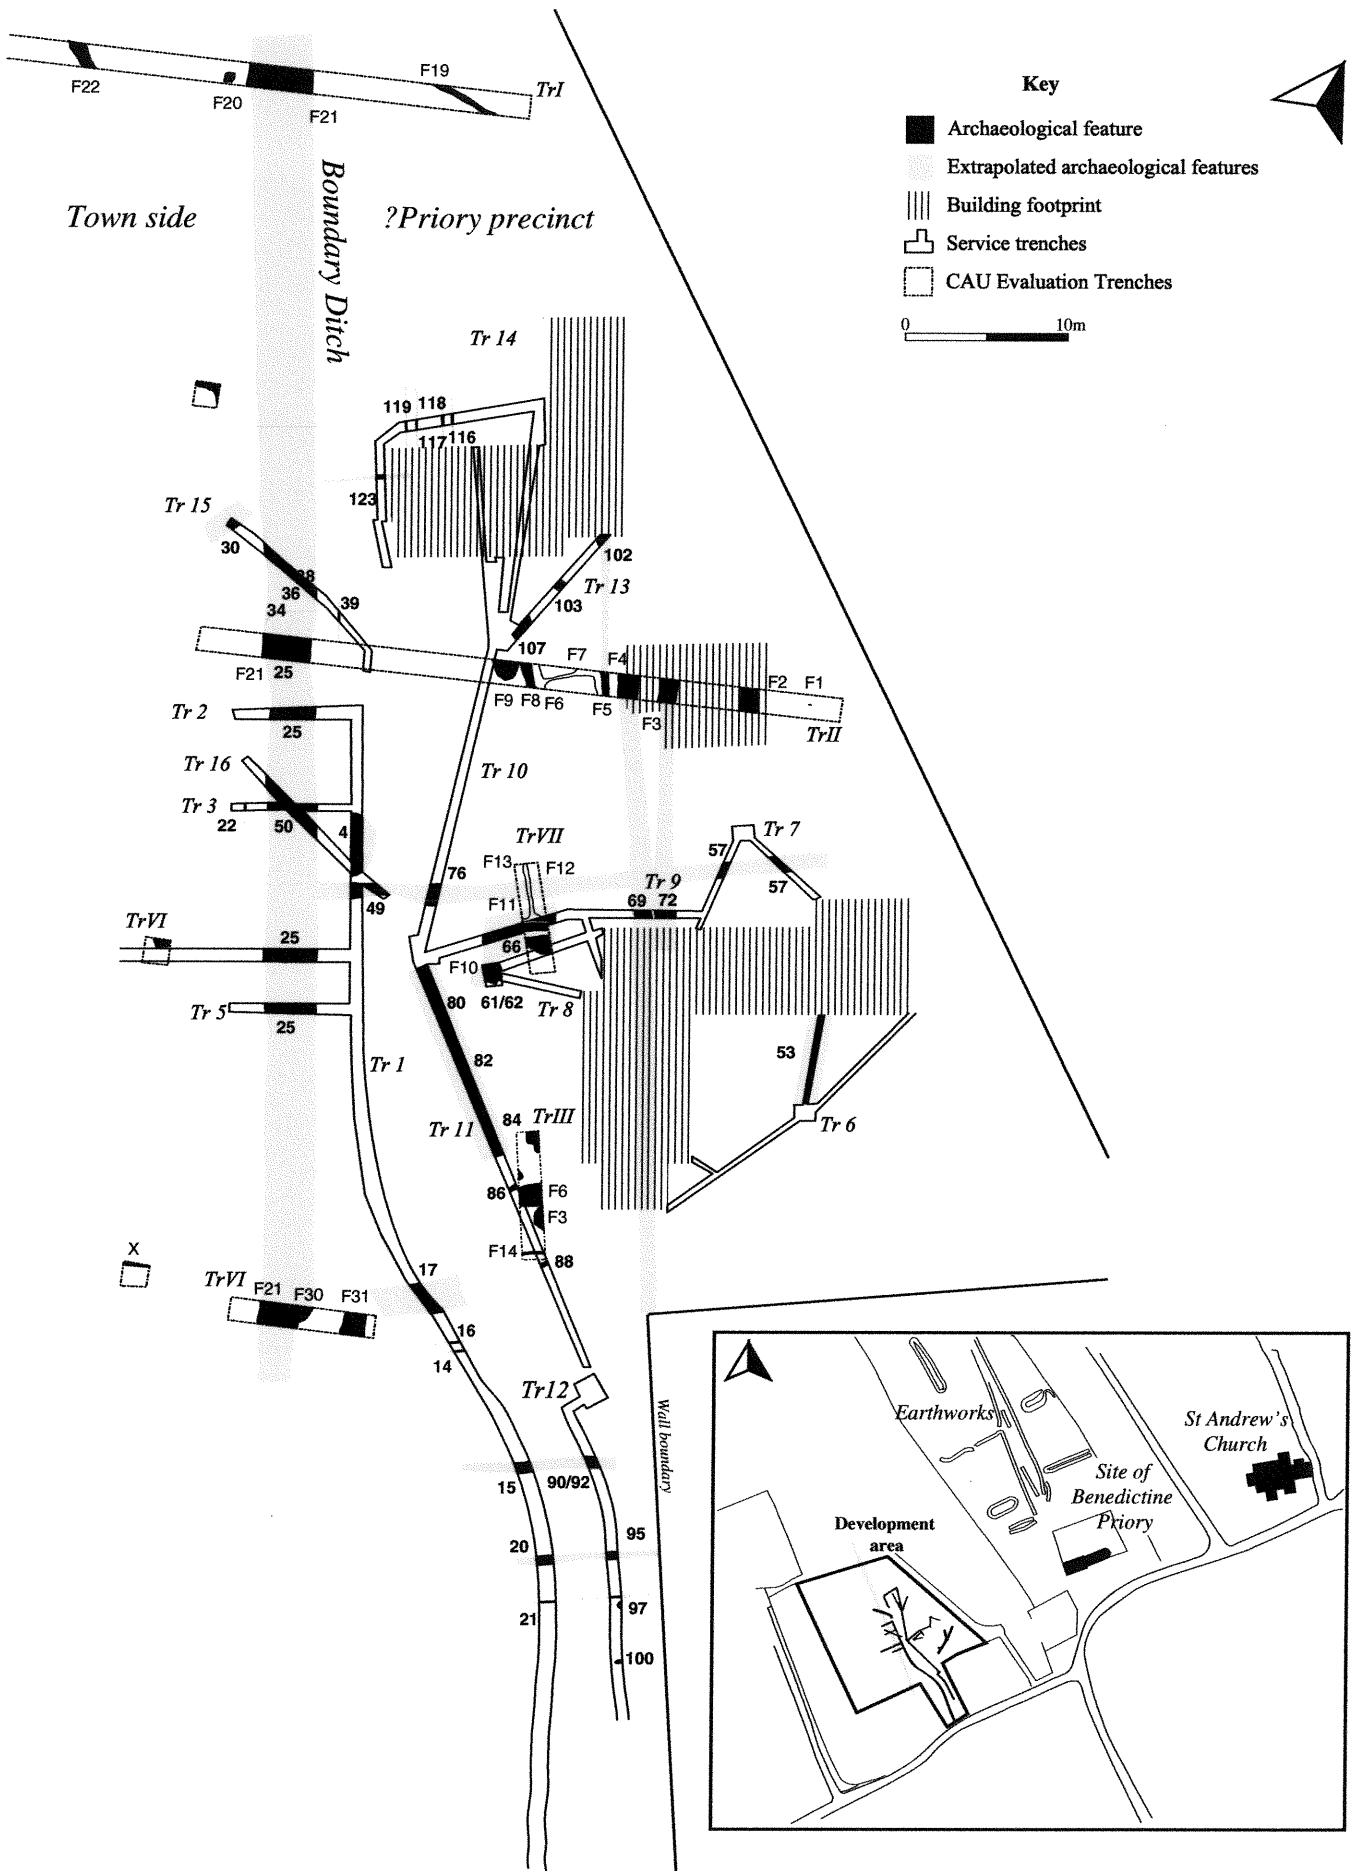 F22
F20
F21
F19
TrI
Key
Archaeological feature
Extrapolated archaeological features
Building footprint
Service trenches
CAU Evaluation Trenches
0
10m
Town side
Boundary Ditch
?Priory precinct
Tr 14
119
118
117
116
123
Tr 15
30
38
36
34
39
102
Tr 13
103
107
F7
F4
F2
F1
F21
25
F9
F8
F6
F5
F3
TrII
Tr 2
25
Tr 16
Tr 3
22
50
4
Tr 10
TrVII
F13
F12
Tr 7
57
57
76
Tr 9
69
72
49
F11
66
TrVI
25
F10
80
61/62
Tr 8
Tr 5
25
Tr 1
82
53
Tr 6
84
TrIII
Tr 11
86
F6
F3
F14
88
X
TrVI
F21
F30
F31
17
16
14
Tr12
Wall boundary
15
90/92
20
95
21
97
100
Earthworks
St Andrew's
Church
Site of
Benedictine
Priory
Development
area